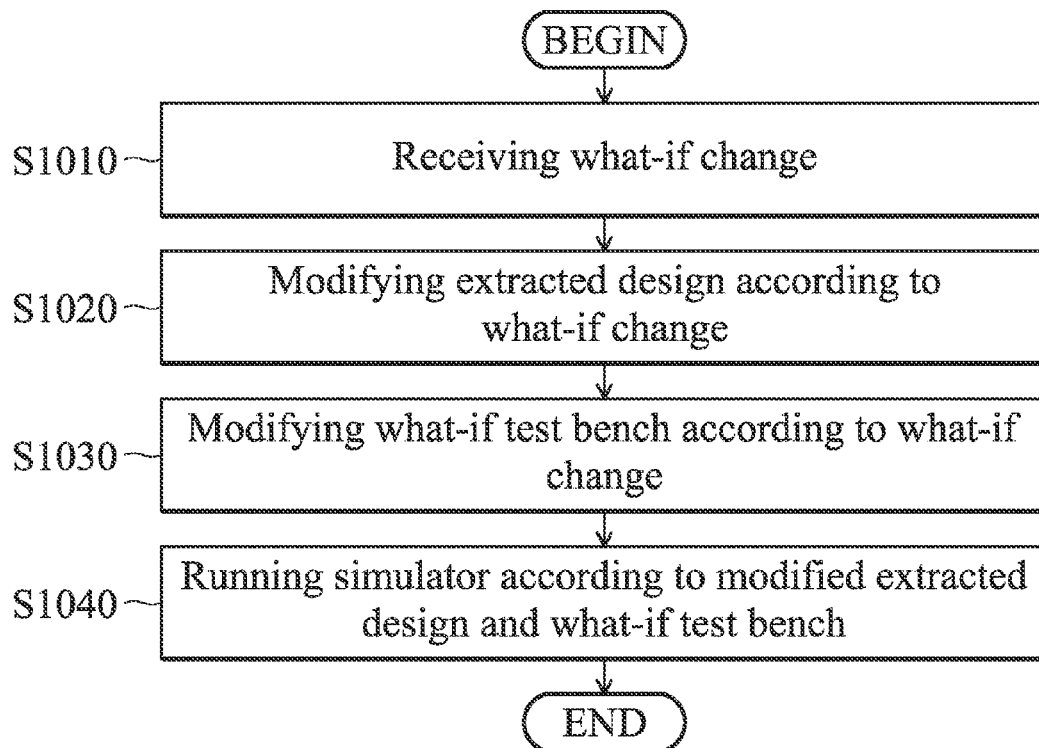 BEGIN
S1010
Receiving what-if change
S1020
Modifying extracted design according to
what-if change
S1030
Modifying what-if test bench according to what-if
change
S1040
Running simulator according to modified extracted
design and what-if test bench
END